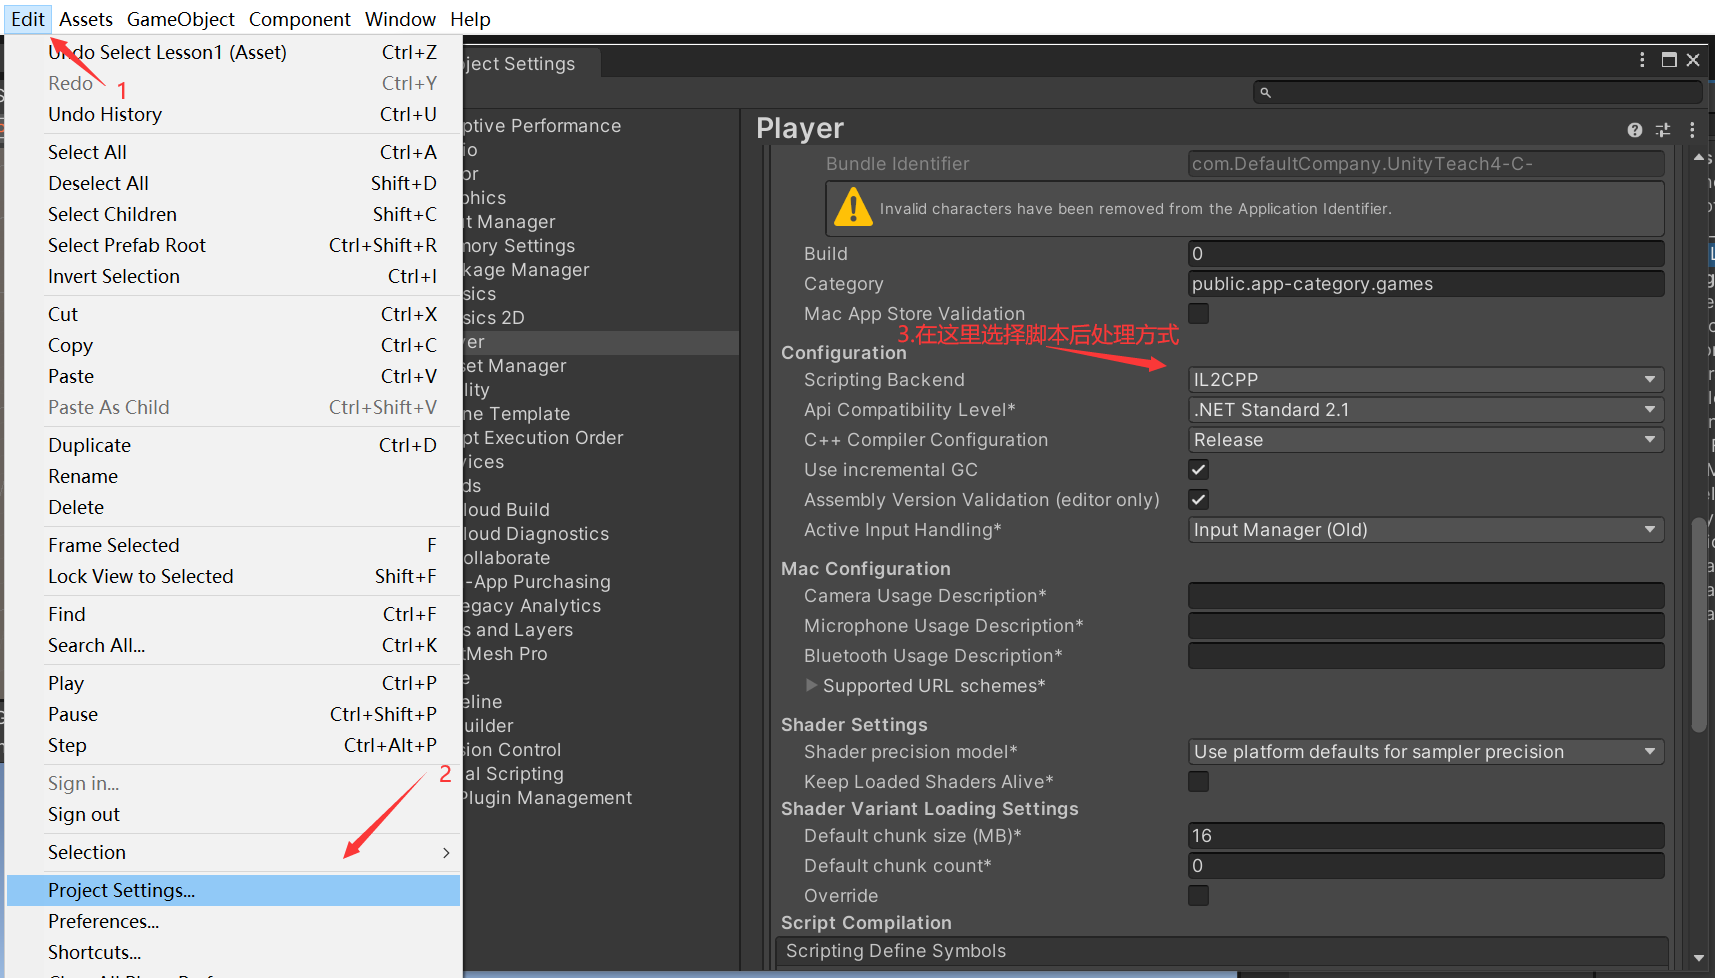 Edit Assets GameObject Component Window Help
Undo Select Lesson1 (Asset) Ctrl+Z
Redo Ctrl+Y
1
Undo History Ctrl+U
Select All Ctrl+A
Deselect All Shift+D
Select Children Shift+C
Select Prefab Root Ctrl+Shift+R
Invert Selection Ctrl+I
Cut Ctrl+X
Copy Ctrl+C
Paste Ctrl+V
Paste As Child Ctrl+Shift+V
Duplicate Ctrl+D
Rename
Delete
Frame Selected F
Lock View to Selected Shift+F
Find Ctrl+F
Search All... Ctrl+K
Play Ctrl+P
Pause Ctrl+Shift+P
Step Ctrl+Alt+P
2
Sign in...
Sign out
Selection
Project Settings...
Preferences...
Shortcuts...
ject Settings
ptive Performance
io
or
phics
t Manager
nory Settings
kage Manager
sics
sics 2D
er
set Manager
lity
ne Template
pt Execution Order
vices
ds
loud Build
loud Diagnostics
ollaborate
-App Purchasing
egacy Analytics
s and Layers
tMesh Pro
e
eline
uilder
sion Control
al Scripting
Plugin Management
Player
Bundle Identifier com.DefaultCompany.UnityTeach4-C-
Invalid characters have been removed from the Application Identifier.
Build 0
Category public.app-category.games
Mac App Store Validation
3.在这里选择脚本后处理方式
Configuration
Scripting Backend IL2CPP
Api Compatibility Level* .NET Standard 2.1
C++ Compiler Configuration Release
Use incremental GC
Assembly Version Validation (editor only)
Active Input Handling* Input Manager (Old)
Mac Configuration
Camera Usage Description*
Microphone Usage Description*
Bluetooth Usage Description*
Supported URL schemes*
Shader Settings
Shader precision model* Use platform defaults for sampler precision
Keep Loaded Shaders Alive*
Shader Variant Loading Settings
Default chunk size (MB)* 16
Default chunk count* 0
Override
Script Compilation
Scripting Define Symbols